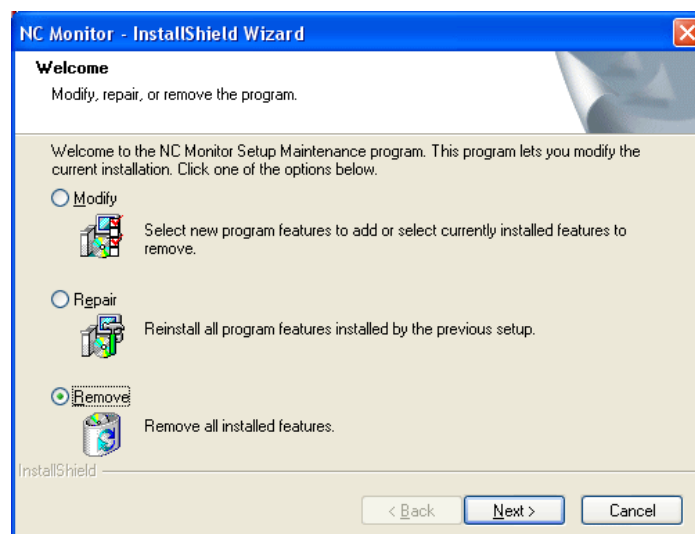 NC Monitor - InstallShield Wizard
Welcome
Modify, repair, or remove the program.
Welcome to the NC Monitor Setup Maintenance program. This program lets you modify the
current installation. Click one of the options below.
Modify
Select new program features to add or select currently installed features to
remove.
Repair
Reinstall all program features installed by the previous setup.
Remove
Remove all installed features.
InstallShield
< Back
Next >
Cancel